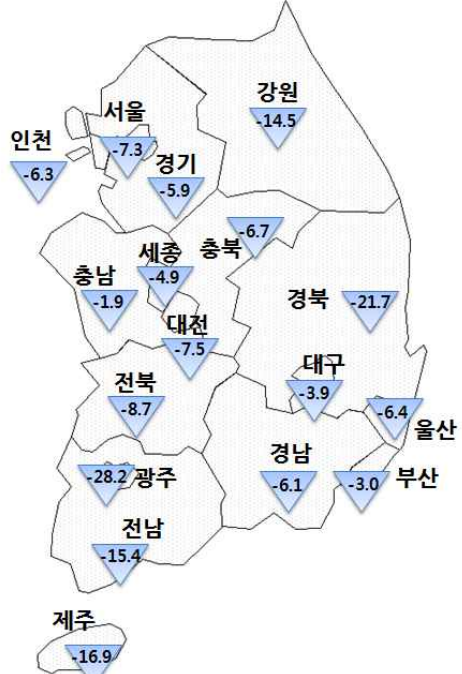 강원
-14.5
서울
-7.3
인천
-6.3
경기
-5.9
충북
-6.7
세종
-4.9
충남
-1.9
경북
-21.7
대전
-7.5
대구
-3.9
전북
-8.7
-6.4
울산
경남
-6.1
-3.0
부산
-28.2
광주
전남
-15.4
제주
-16.9